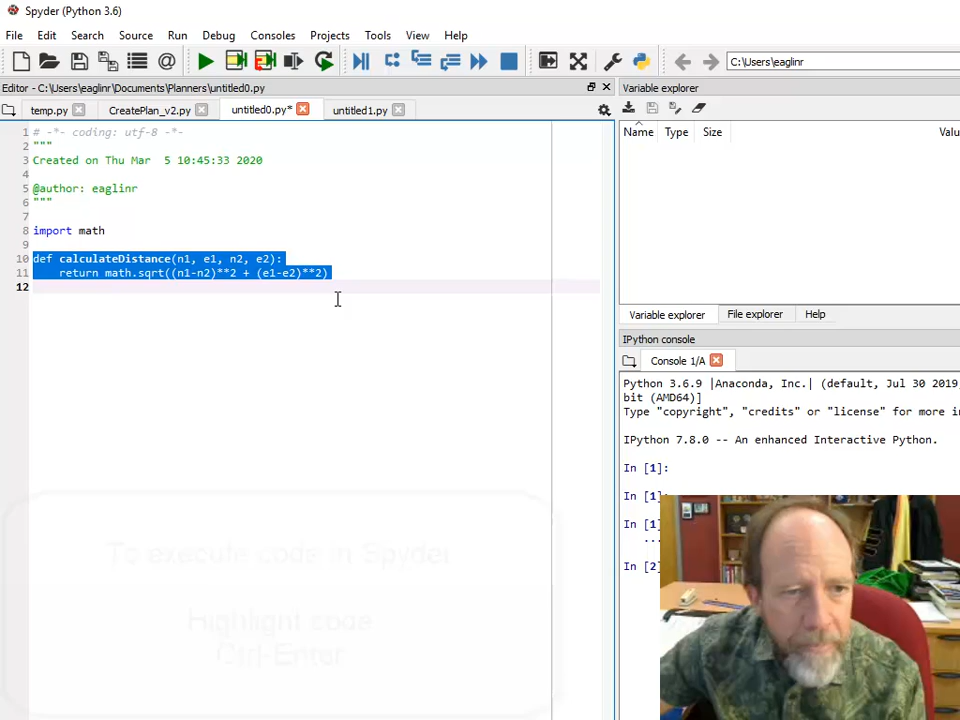 Spyder (Python 3.6)
File Edit Search Source Run Debug Consoles Projects Tools View Help
C:\Users\eaglinr
Editor - C:\Users\eaglinr\Documents\Planners\untitled0.py
Variable explorer
temp.py CreatePlan_v2.py untitled0.py* untitled1.py
Name Type Size Valu
1 # -*- coding: utf-8 -*-
2 """
3 Created on Thu Mar  5 10:45:33 2020
4
5 @author: eaglinr
6 """
7
8 import math
9
10 def calculateDistance(n1, e1, n2, e2):
11     return math.sqrt((n1-n2)**2 + (e1-e2)**2)
12
Variable explorer File explorer Help
IPython console
Console 1/A
Python 3.6.9 |Anaconda, Inc.| (default, Jul 30 2019,
bit (AMD64)]
Type "copyright", "credits" or "license" for more in
IPython 7.8.0 -- An enhanced Interactive Python.
In [1]:
In [1]:
In [1]
...
In [2]
To execute code in Spyder
Highlight code
Ctrl-Enter